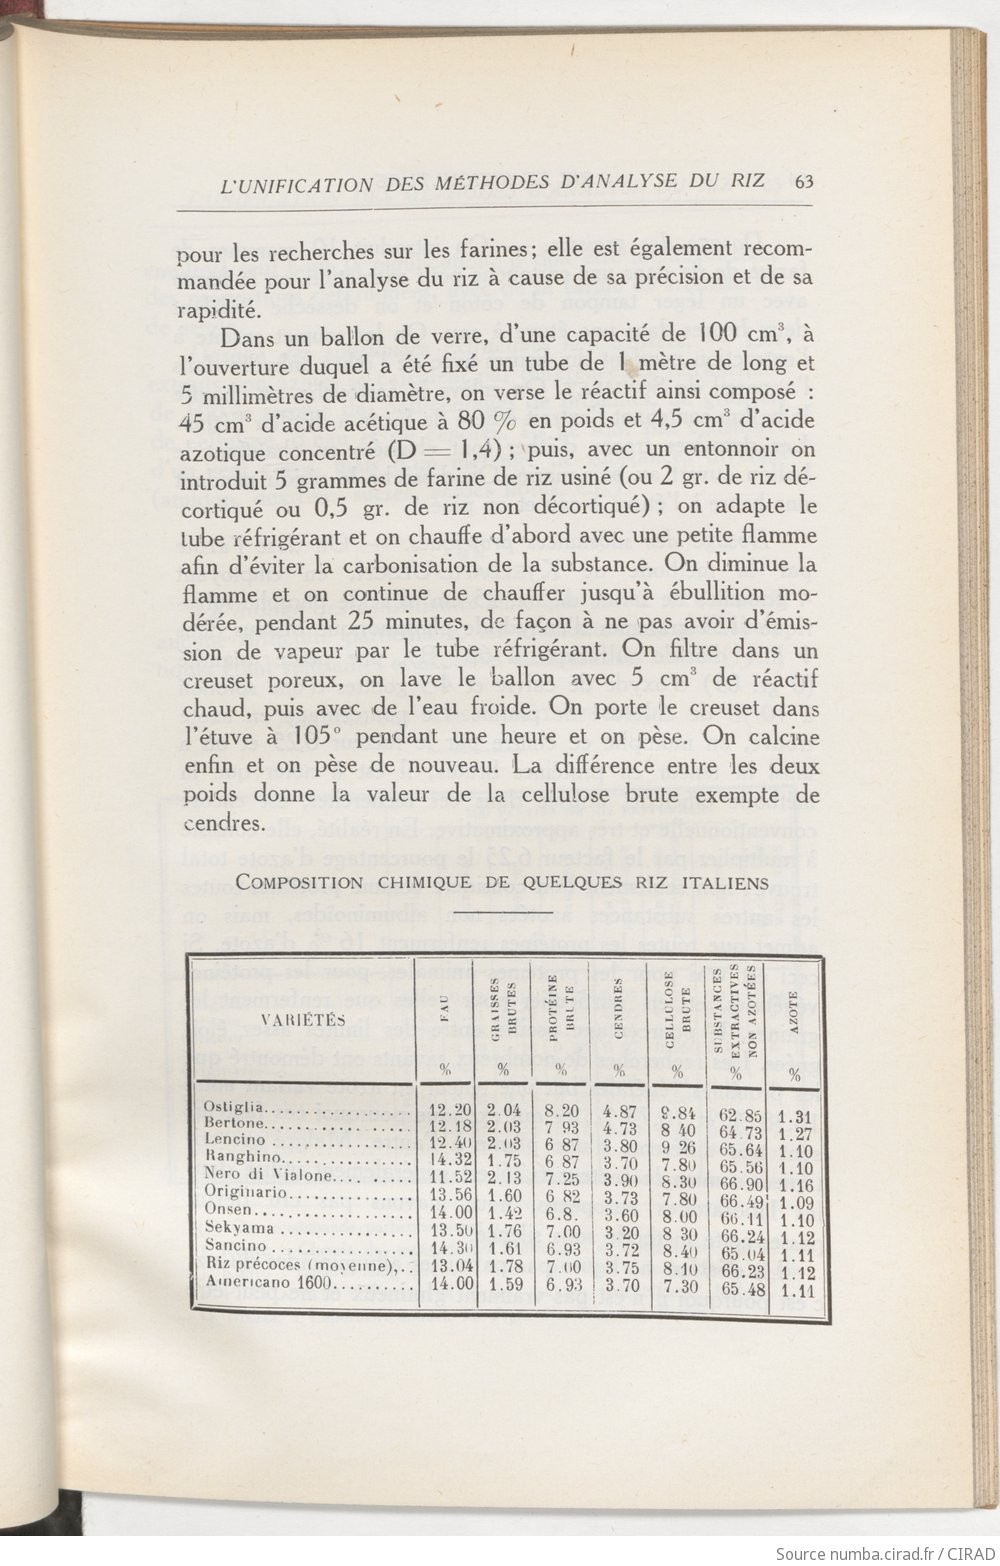 L'UNIFICATION DES MÉTHODES D'ANALYSE DU RIZ 63
pour les recherches sur les farines; elle est également recom-
mandée pour l'analyse du riz à cause de sa précision et de sa
rapidité.
Dans un ballon de verre, d'une capacité de 100 cm³, à
l'ouverture duquel a été fixé un tube de 1 mètre de long et
5 millimètres de diamètre, on verse le réactif ainsi composé :
45 cm³ d'acide acétique à 80 % en poids et 4,5 cm³ d'acide
azotique concentré (D = 1,4) ; puis, avec un entonnoir on
introduit 5 grammes de farine de riz usiné (ou 2 gr. de riz dé-
cortiqué ou 0,5 gr. de riz non décortiqué) ; on adapte le
tube réfrigérant et on chauffe d'abord avec une petite flamme
afin d'éviter la carbonisation de la substance. On diminue la
flamme et on continue de chauffer jusqu'à ébullition mo-
dérée, pendant 25 minutes, de façon à ne pas avoir d'émis-
sion de vapeur par le tube réfrigérant. On filtre dans un
creuset poreux, on lave le ballon avec 5 cm³ de réactif
chaud, puis avec de l'eau froide. On porte le creuset dans
l'étuve à 105° pendant une heure et on pèse. On calcine
enfin et on pèse de nouveau. La différence entre les deux
poids donne la valeur de la cellulose brute exempte de
cendres.
COMPOSITION CHIMIQUE DE QUELQUES RIZ ITALIENS
VARIÉTÉS EAU % GRAISSES BRUTES % PROTÉINE BRUTE % CENDRES % CELLULOSE BRUTE % SUBSTANCES EXTRACTIVES NON AZOTÉES % AZOTE %
Ostiglia.................. 12.20 2.04 8.20 4.87 9.84 62.85 1.31
Bertone.................. 12.18 2.03 7 93 4.73 8 40 64.73 1.27
Lencino ................. 12.40 2.03 6 87 3.80 9 26 65.64 1.10
Ranghino................ 14.32 1.75 6 87 3.70 7.80 65.56 1.10
Nero di Vialone.... ..... 11.52 2.13 7.25 3.90 8.30 66.90 1.16
Originario............... 13.56 1.60 6 82 3.73 7.80 66.49 1.09
Onsen.................... 14.00 1.42 6.8. 3.60 8.00 66.11 1.10
Sekyama ................ 13.50 1.76 7.00 3 20 8 30 66.24 1.12
Sancino ................. 14.30 1.61 6.93 3.72 8.40 65.04 1.11
Riz précoces (moyenne),.. 13.04 1.78 7.00 3.75 8.10 66.23 1.12
Americano 1600.......... 14.00 1.59 6.93 3.70 7.30 65.48 1.11
Source numba.cirad.fr / CIRAD